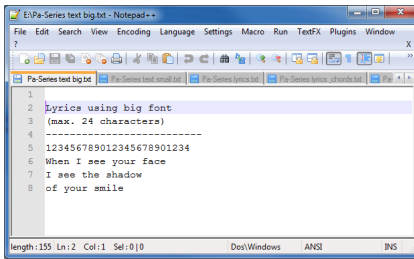 E:\Pa-Series text big.txt - Notepad++
File Edit Search View Encoding Language Settings Macro Run TextFX Plugins Window
? X
Pa-Series text big.txt Pa-Series text small.txt Pa-Series lyrics.txt Pa-Series lyrics_chords.txt Pa-
1
2 Lyrics using big font
3 (max. 24 characters)
4 ----------------------------
5 123456789012345678901234
6 When I see your face
7 I see the shadow
8 of your smile
length : 155 Ln : 2 Col : 1 Sel : 0 | 0 Dos\Windows ANSI INS